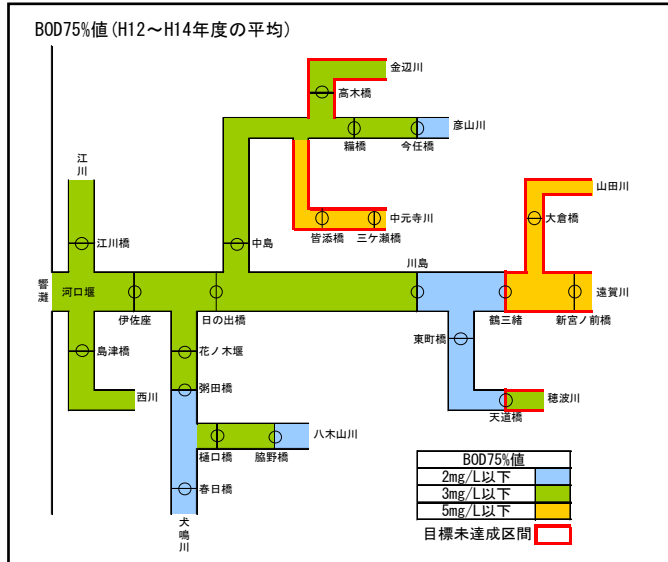 BOD75%値(H12～H14年度の平均)
金辺川
高木橋
彦山川
糒橋
今任橋
江川
山田川
中元寺川
大倉橋
皆添橋
三ケ瀬橋
江川橋
中島
川島
響灘
河口堰
遠賀川
伊佐座
日の出橋
鶴三緒
新宮ノ前橋
東町橋
島津橋
花ノ木堰
粥田橋
西川
穂波川
天道橋
八木山川
樋口橋
脇野橋
春日橋
犬鳴川
BOD75%値
2mg/L以下
3mg/L以下
5mg/L以下
目標未達成区間